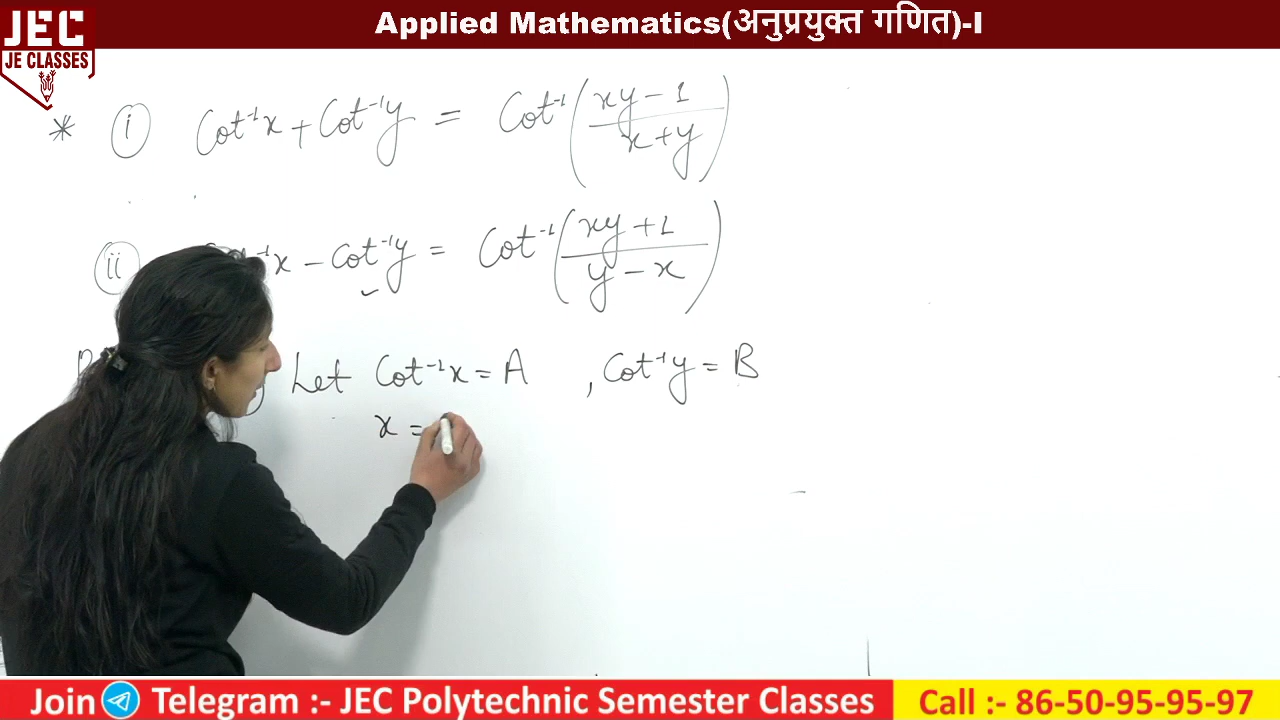 Applied Mathematics(अनुप्रयुक्त गणित)-I
JEC
JE CLASSES
* (i) Cot⁻¹x + Cot⁻¹y = Cot⁻¹((xy - 1)/(x + y))
(ii) Cot⁻¹x - Cot⁻¹y = Cot⁻¹((xy + 1)/(y - x))
Let Cot⁻¹x = A , Cot⁻¹y = B
x =
Join Telegram :- JEC Polytechnic Semester Classes
Call :- 86-50-95-95-97